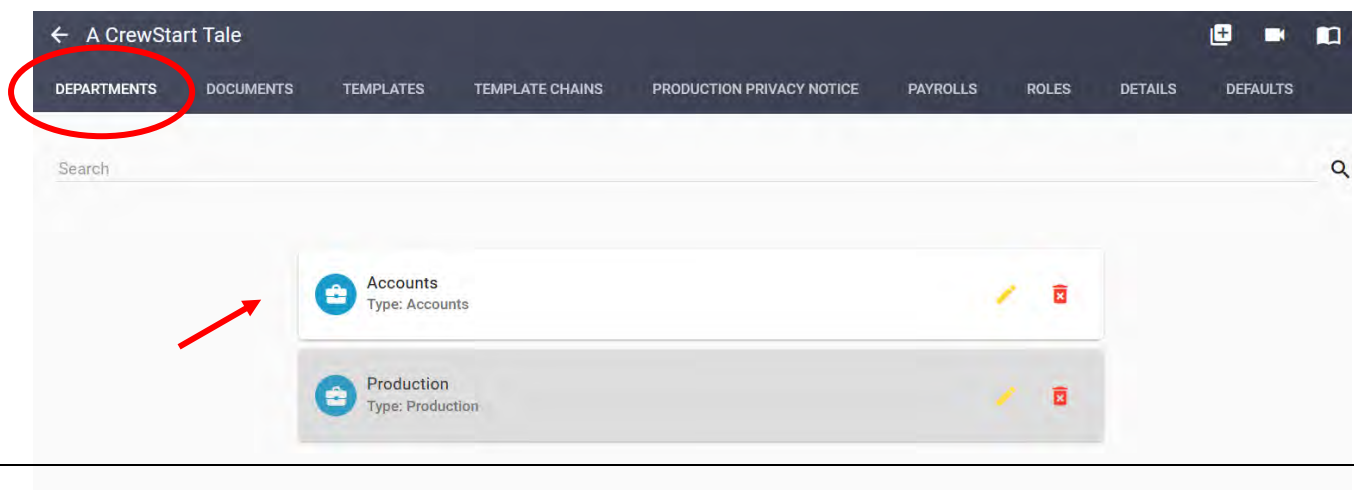 A CrewStart Tale
DEPARTMENTS DOCUMENTS TEMPLATES TEMPLATE CHAINS PRODUCTION PRIVACY NOTICE PAYROLLS ROLES DETAILS DEFAULTS
Search
Accounts
Type: Accounts
Production
Type: Production